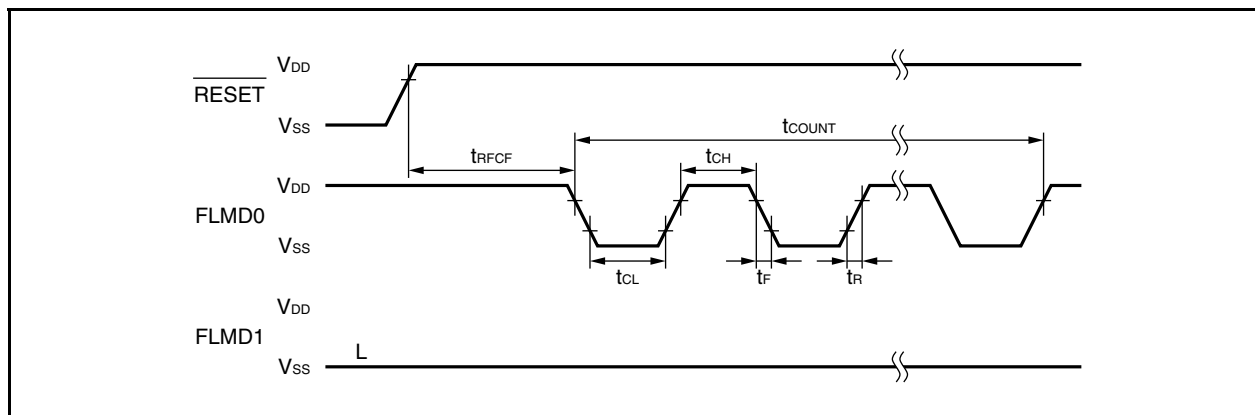 VDD
RESET
VSS
tCOUNT
tRFCF
tCH
VDD
FLMD0
VSS
tCL
tF
tR
VDD
FLMD1
L
VSS